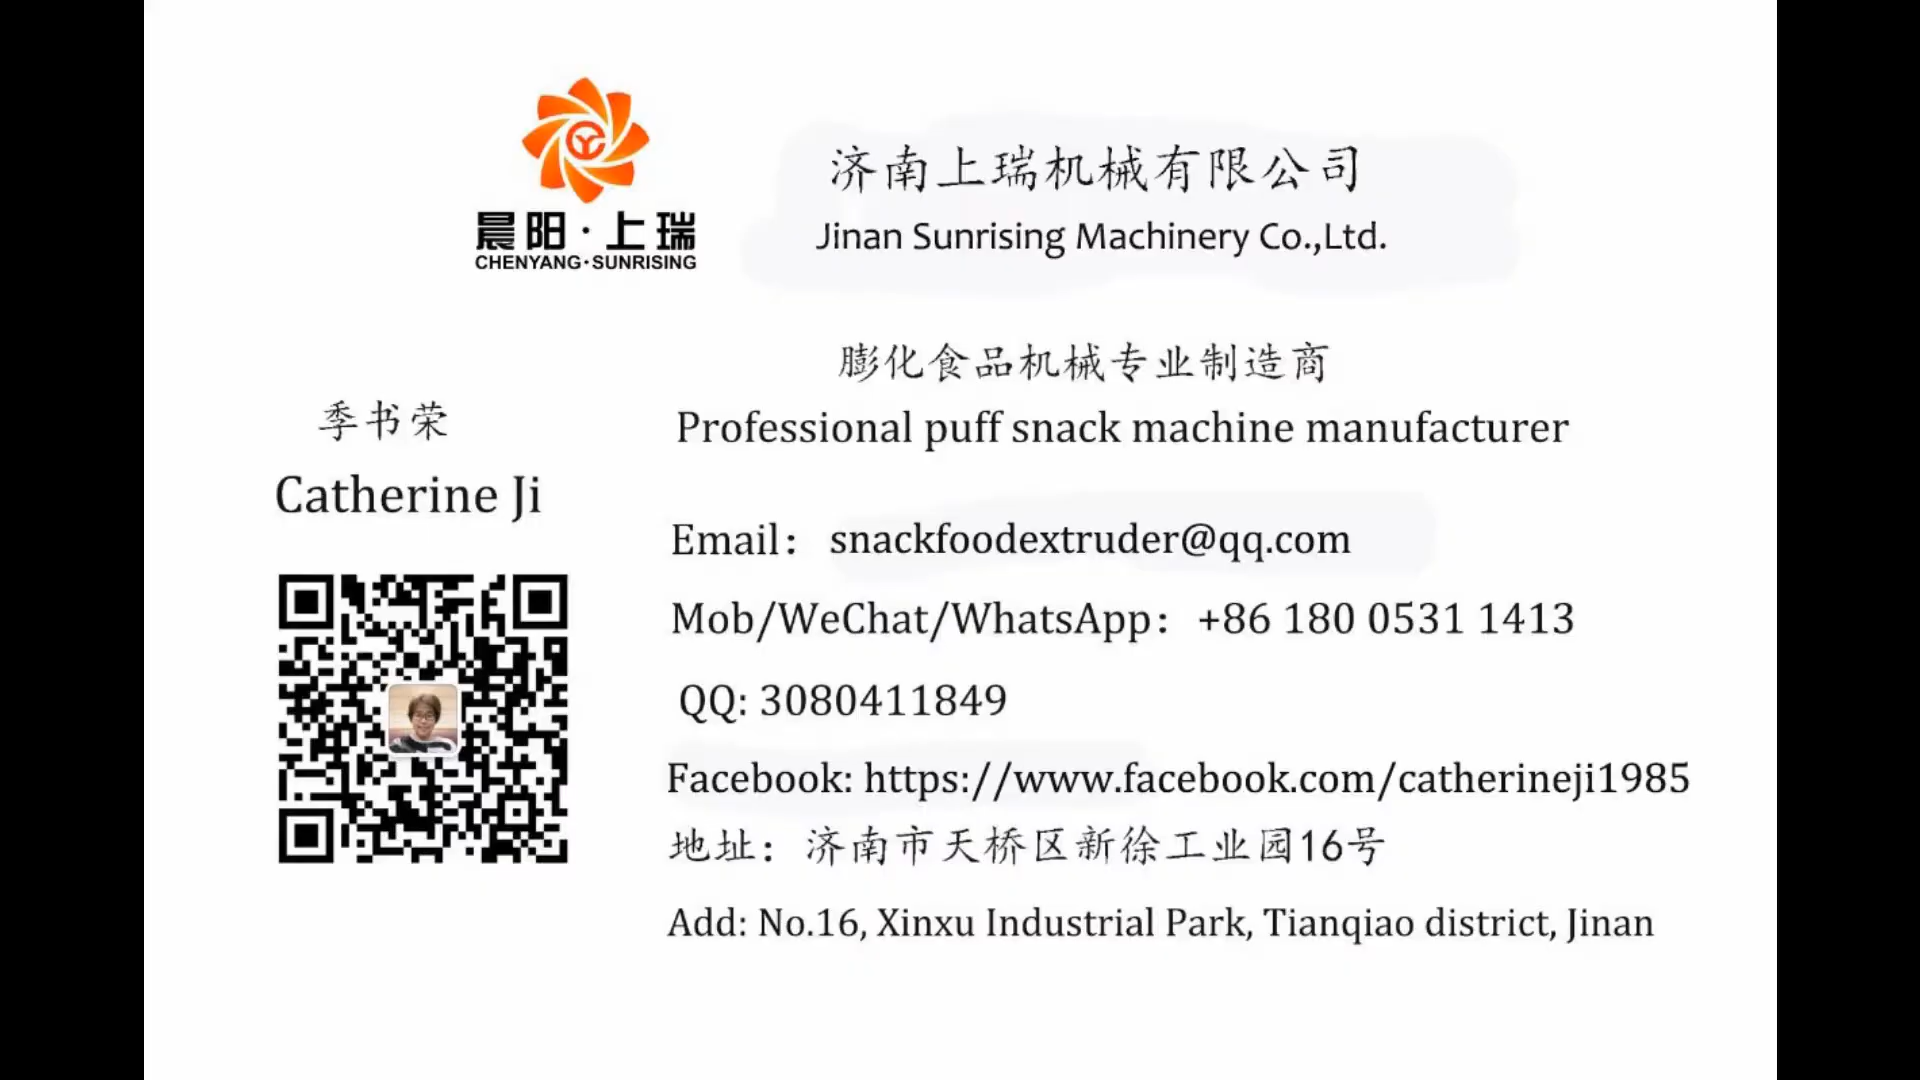 晨阳·上瑞
CHENYANG·SUNRISING
济南上瑞机械有限公司
Jinan Sunrising Machinery Co.,Ltd.
膨化食品机械专业制造商
Professional puff snack machine manufacturer
季书荣
Catherine Ji
Email：snackfoodextruder@qq.com
Mob/WeChat/WhatsApp：+86 180 0531 1413
QQ: 3080411849
Facebook: https://www.facebook.com/catherineji1985
地址：济南市天桥区新徐工业园16号
Add: No.16, Xinxu Industrial Park, Tianqiao district, Jinan